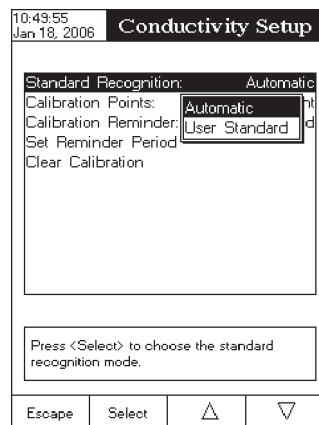 10:49:55
Jan 18, 2006
Conductivity Setup
Standard Recognition: Automatic
Calibration Points: nt
Automatic
Calibration Reminder: d
User Standard
Set Reminder Period
Clear Calibration
Press <Select> to choose the standard
recognition mode.
Escape Select